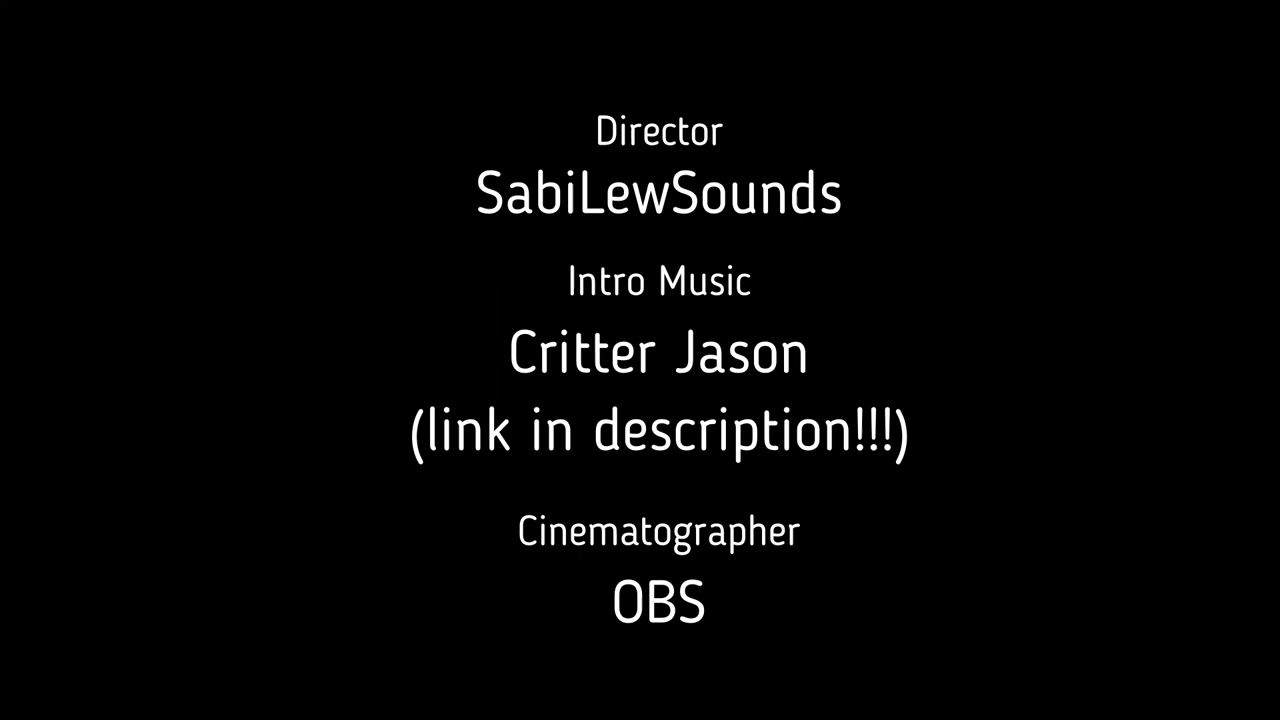 Director
SabiLewSounds
Intro Music
Critter Jason
(link in description!!!)
Cinematographer
OBS